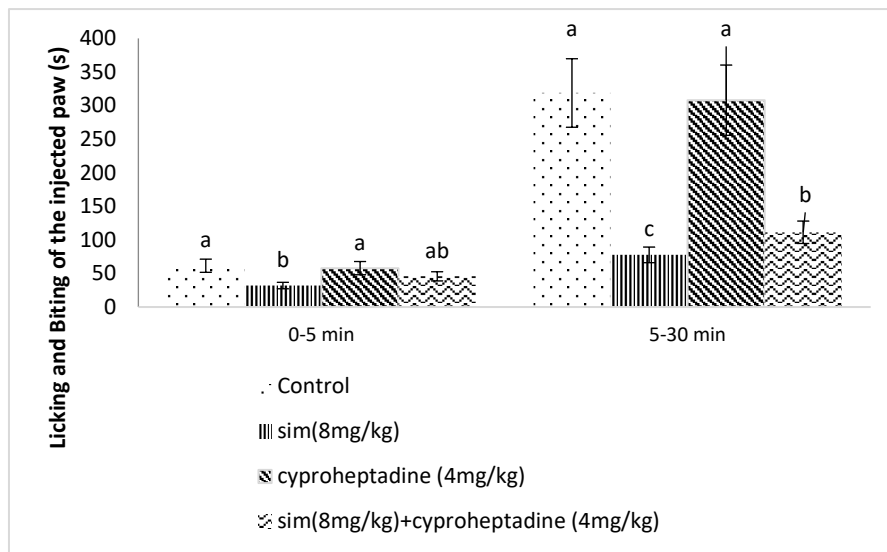 Licking and Biting of the injected paw (s)
400
350
300
250
200
150
100
50
0
a
b
a
ab
a
c
a
b
0-5 min
5-30 min
Control
sim(8mg/kg)
cyproheptadine (4mg/kg)
sim(8mg/kg)+cyproheptadine (4mg/kg)